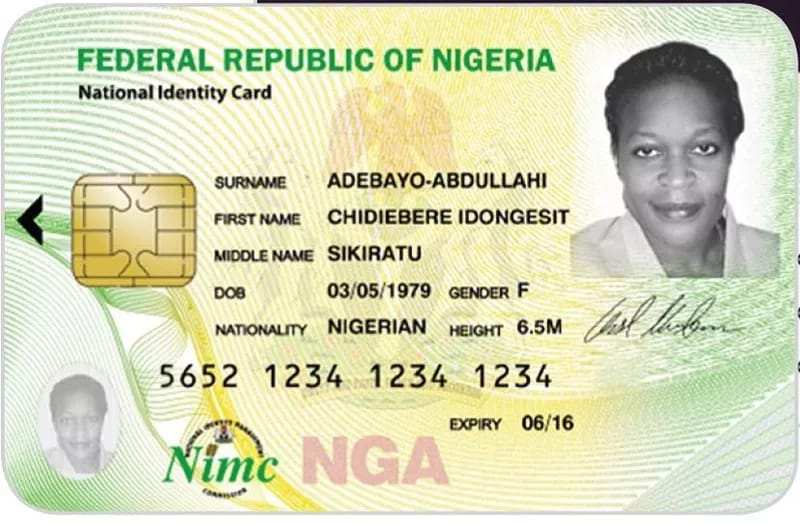 FEDERAL REPUBLIC OF NIGERIA
National Identity Card
SURNAME ADEBAYO-ABDULLAHI
FIRST NAME CHIDIEBERE IDONGESIT
MIDDLE NAME SIKIRATU
DOB 03/05/1979 GENDER F
NATIONALITY NIGERIAN HEIGHT 6.5M
5652 1234 1234 1234
EXPIRY 06/16
NATIONAL IDENTITY MANAGEMENT
Nimc NGA
COMMISSION